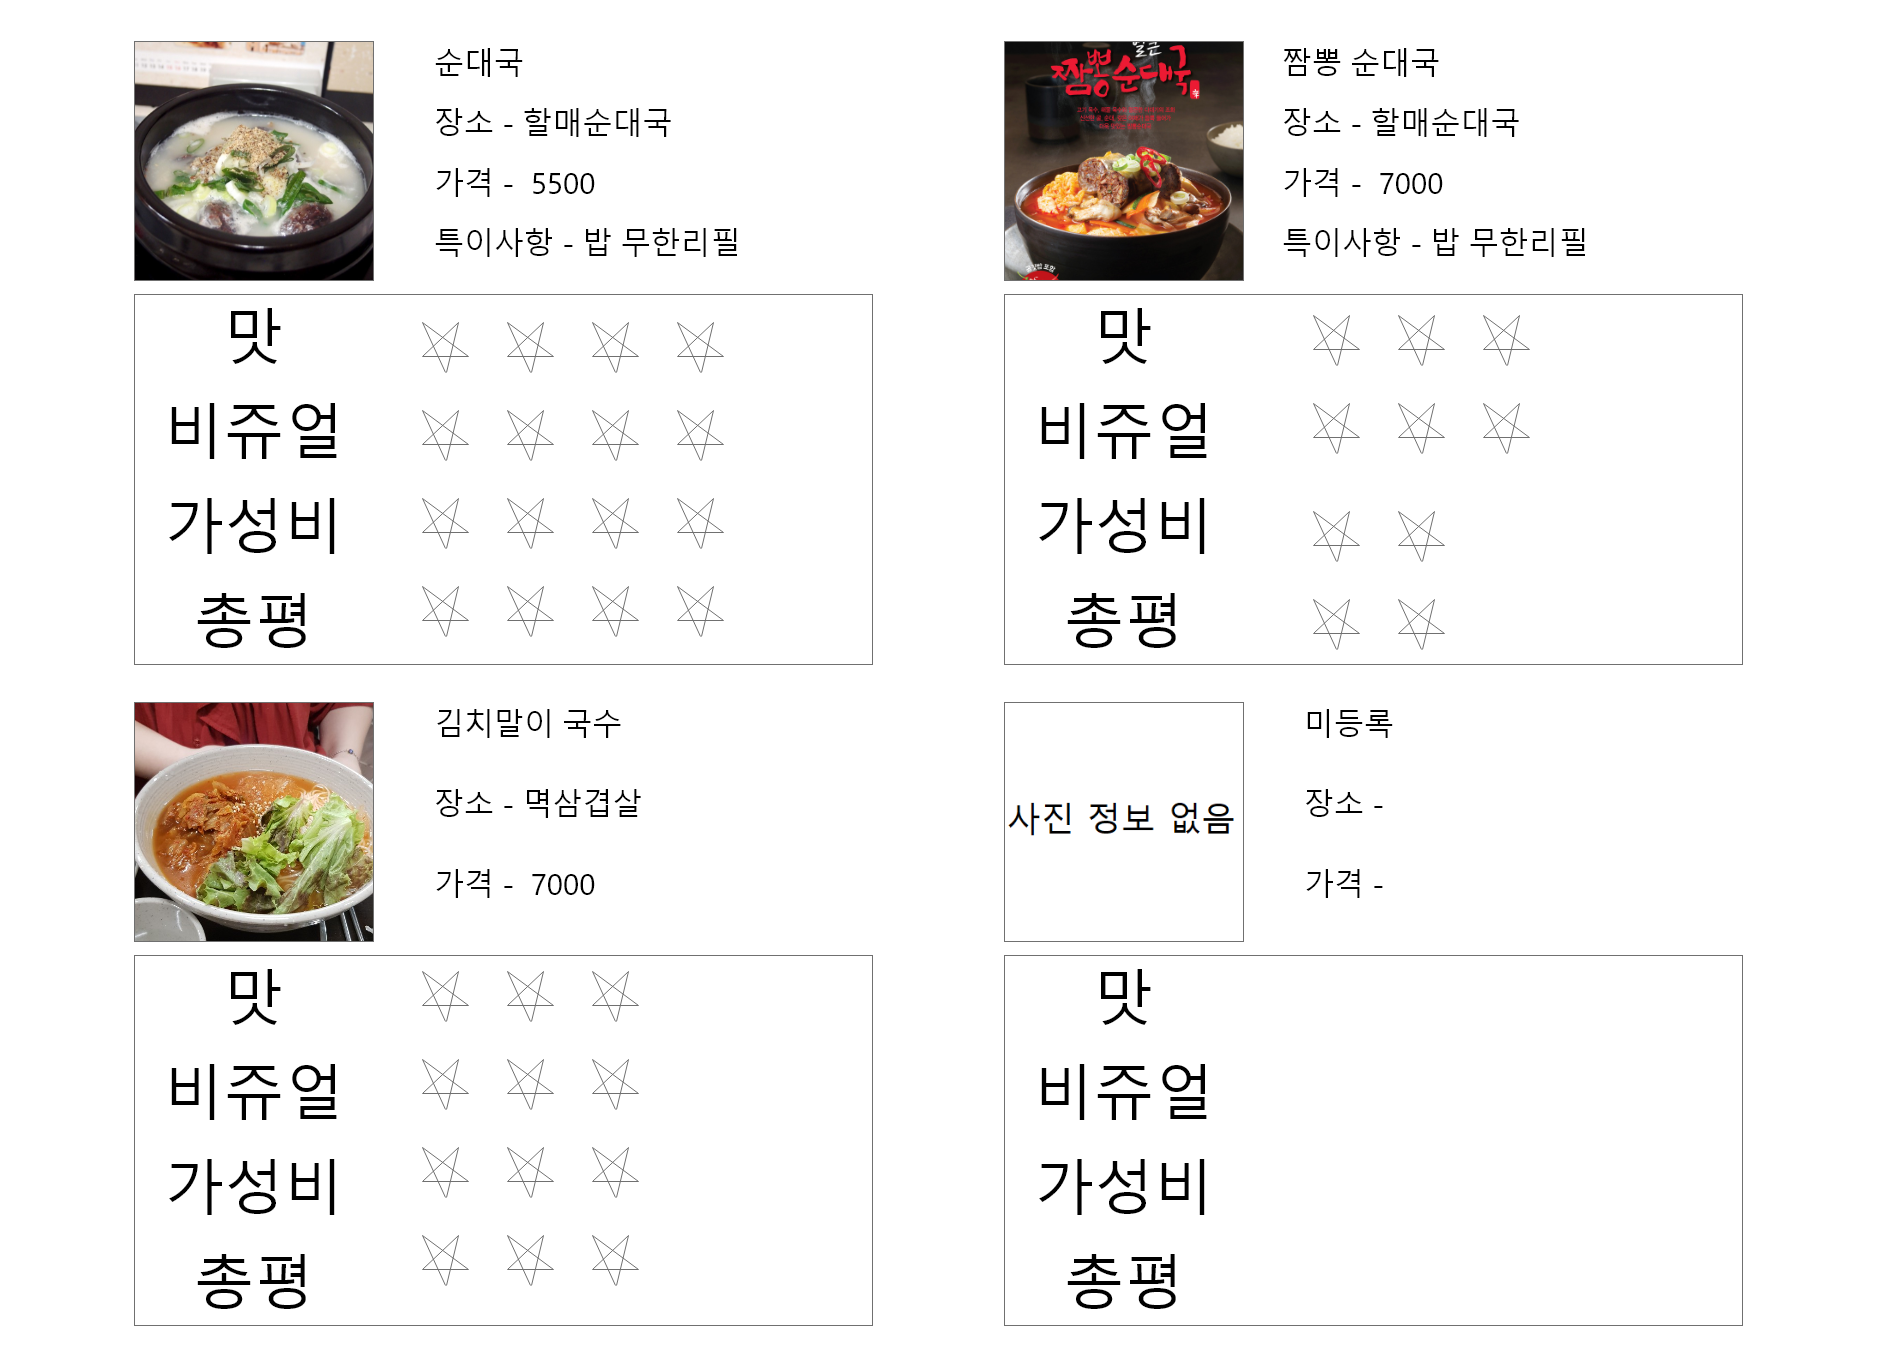 순대국
장소 - 할매순대국
가격 - 5500
특이사항 - 밥 무한리필
맛
비쥬얼
가성비
총평
짬뽕순대국
짬뽕 순대국
장소 - 할매순대국
가격 - 7000
특이사항 - 밥 무한리필
맛
비쥬얼
가성비
총평
김치말이 국수
장소 - 멱삼겹살
가격 - 7000
맛
비쥬얼
가성비
총평
사진 정보 없음
미등록
장소 -
가격 -
맛
비쥬얼
가성비
총평